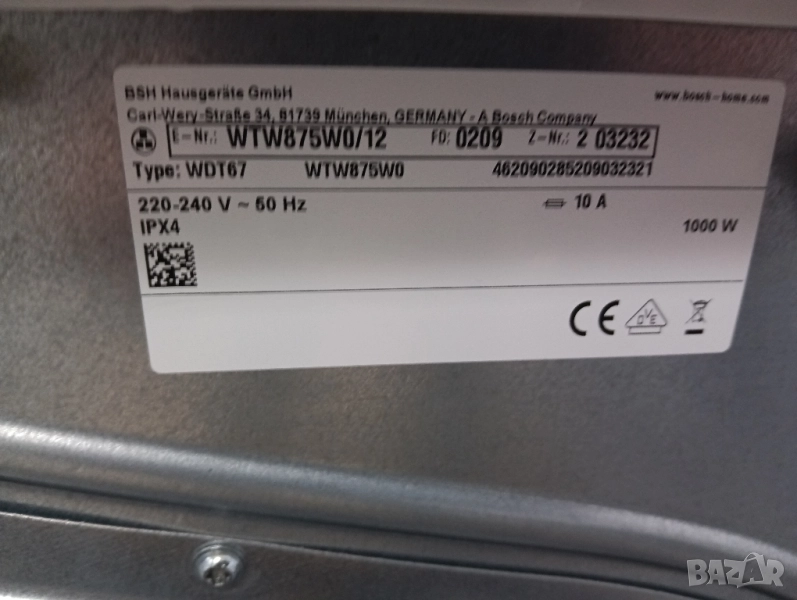 BSH Hausgeräte GmbH www.bosch-home.com
Carl-Wery-Straße 34, 81739 München, GERMANY - A Bosch Company
E-Nr.: WTW875W0/12 FD: 0209 Z-Nr.: 2 03232
Type: WDT67 WTW875W0 462090285209032321
220-240 V ~ 50 Hz 10 A
IPX4 1000 W
CE DVE
BAZAR